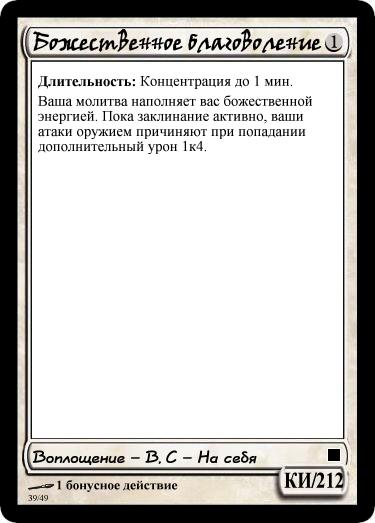 Божественное благоволение 1
Длительность: Концентрация до 1 мин.
Ваша молитва наполняет вас божественной
энергией. Пока заклинание активно, ваши
атаки оружием причиняют при попадании
дополнительный урон 1к4.
Воплощение – В, С – На себя
1 бонусное действие
КИ/212
39/49